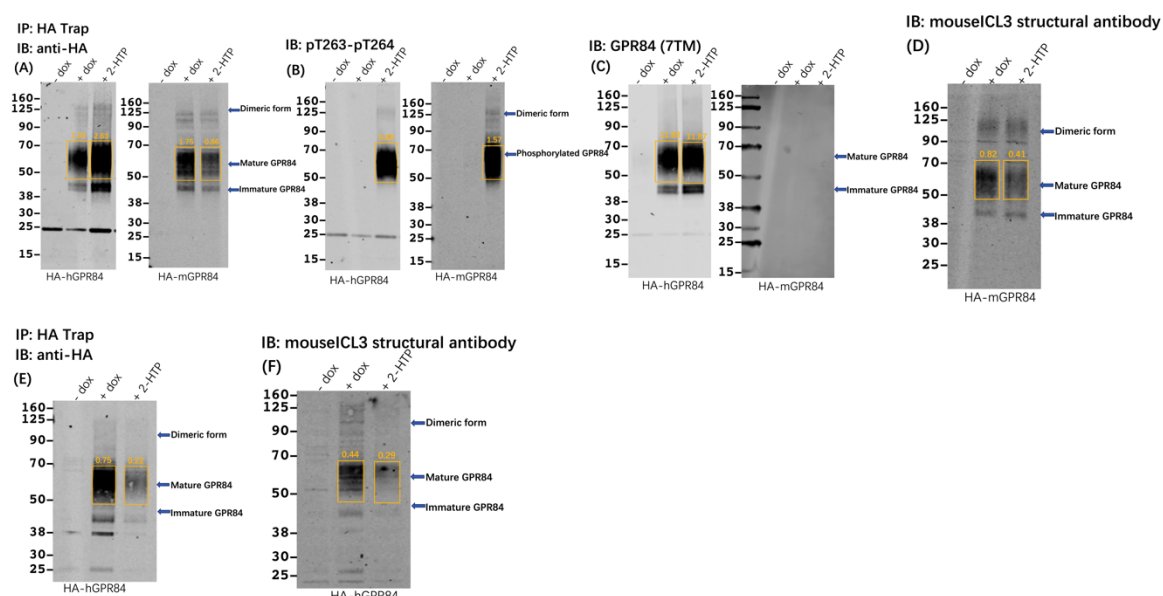 IP: HA Trap
IB: anti-HA
(A)
- dox
+ dox
+ 2-HTP
160
125
90
70
50
38
30
25
15
HA-hGPR84
- dox
+ dox
+ 2-HTP
160
125
90
70
50
38
30
25
15
1.75
Dimeric form
Mature GPR84
Immature GPR84
HA-mGPR84
IB: pT263-pT264
(B)
- dox
+ dox
+ 2-HTP
160
125
90
70
50
38
30
25
15
HA-hGPR84
+ 2-HTP
160
125
90
70
50
38
30
25
15
1.57
Dimeric form
Phosphorylated GPR84
HA-mGPR84
IB: GPR84 (7TM)
(C)
- dox
+ dox
+ 2-HTP
160
125
90
70
50
38
30
25
15
HA-hGPR84
- dox
+ dox
+ 2-HTP
160
125
90
70
50
38
30
25
15
Mature GPR84
Immature GPR84
HA-mGPR84
IB: mouseICL3 structural antibody
(D)
- dox
+ dox
+ 2-HTP
160
125
90
70
50
38
30
25
0.82
0.41
Dimeric form
Mature GPR84
Immature GPR84
HA-mGPR84
IP: HA Trap
IB: anti-HA
(E)
- dox
+ dox
+ 2-HTP
160
125
90
70
50
38
30
25
0.75
Dimeric form
Mature GPR84
Immature GPR84
HA-hGPR84
IB: mouseICL3 structural antibody
(F)
- dox
+ dox
+ 2-HTP
160
125
90
70
50
38
30
25
0.44
0.29
Dimeric form
Mature GPR84
Immature GPR84
HA-hGPR84